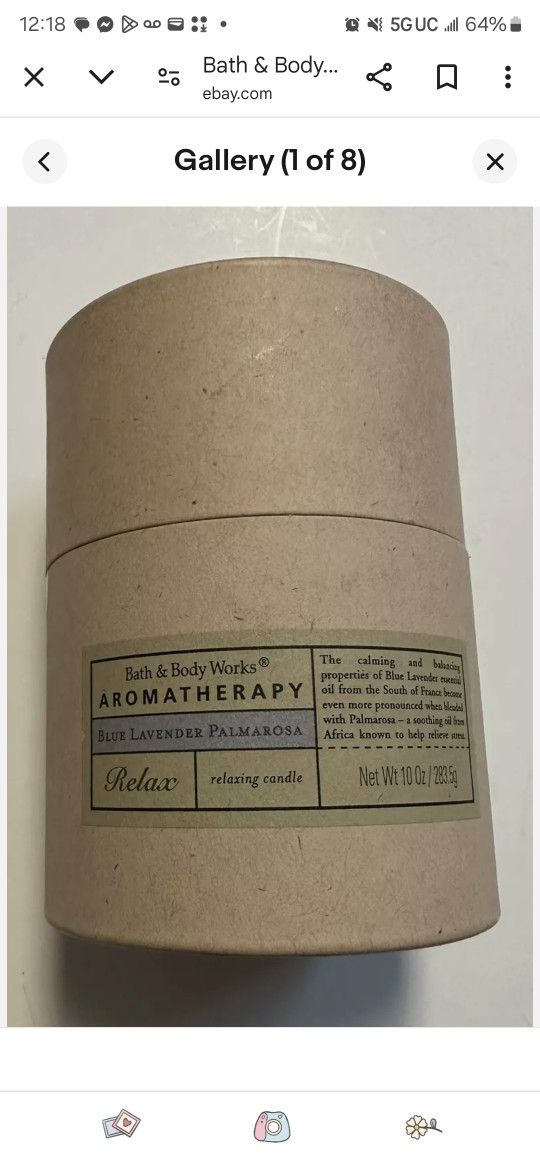 12:18
5G UC
64%
Bath & Body...
ebay.com
Gallery (1 of 8)
Bath & Body Works®
AROMATHERAPY
BLUE LAVENDER PALMAROSA
Relax
relaxing candle
The calming and balancing
properties of Blue Lavender essential
oil from the South of France become
even more pronounced when blended
with Palmarosa – a soothing oil from
Africa known to help relieve stress.
Net Wt 10 Oz / 283.5g